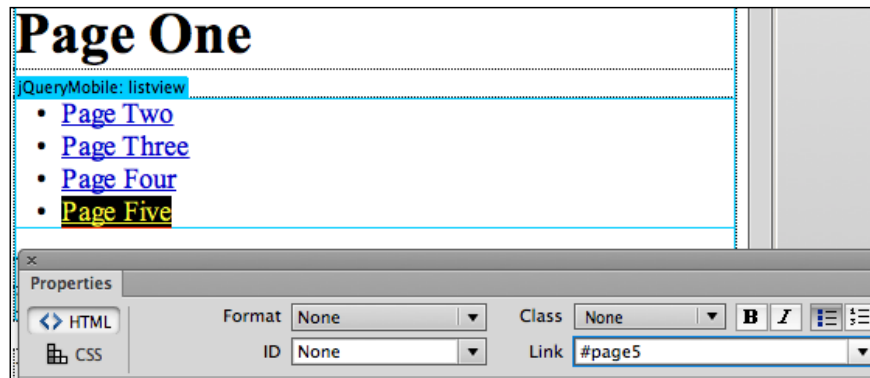 Page One
jQueryMobile: listview
• Page Two
• Page Three
• Page Four
• Page Five
×
Properties
<> HTML Format None Class None B I
CSS ID None Link #page5